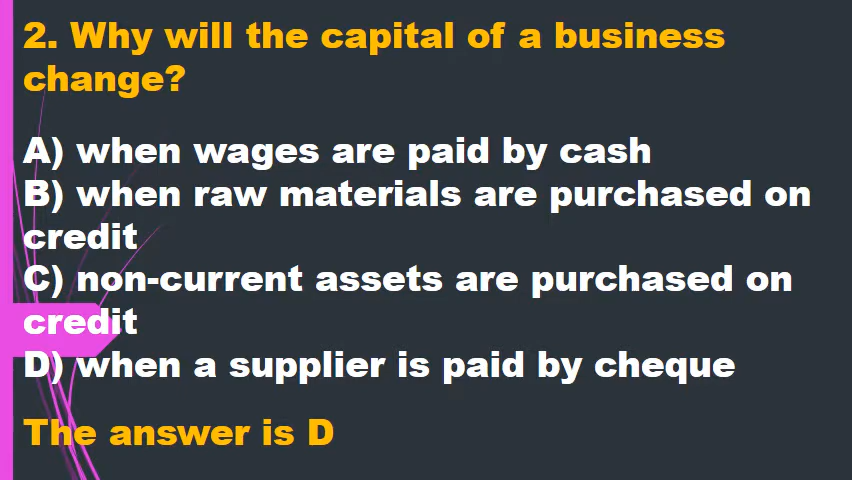 2. Why will the capital of a business
change?
A) when wages are paid by cash
B) when raw materials are purchased on
credit
C) non-current assets are purchased on
credit
D) when a supplier is paid by cheque
The answer is D